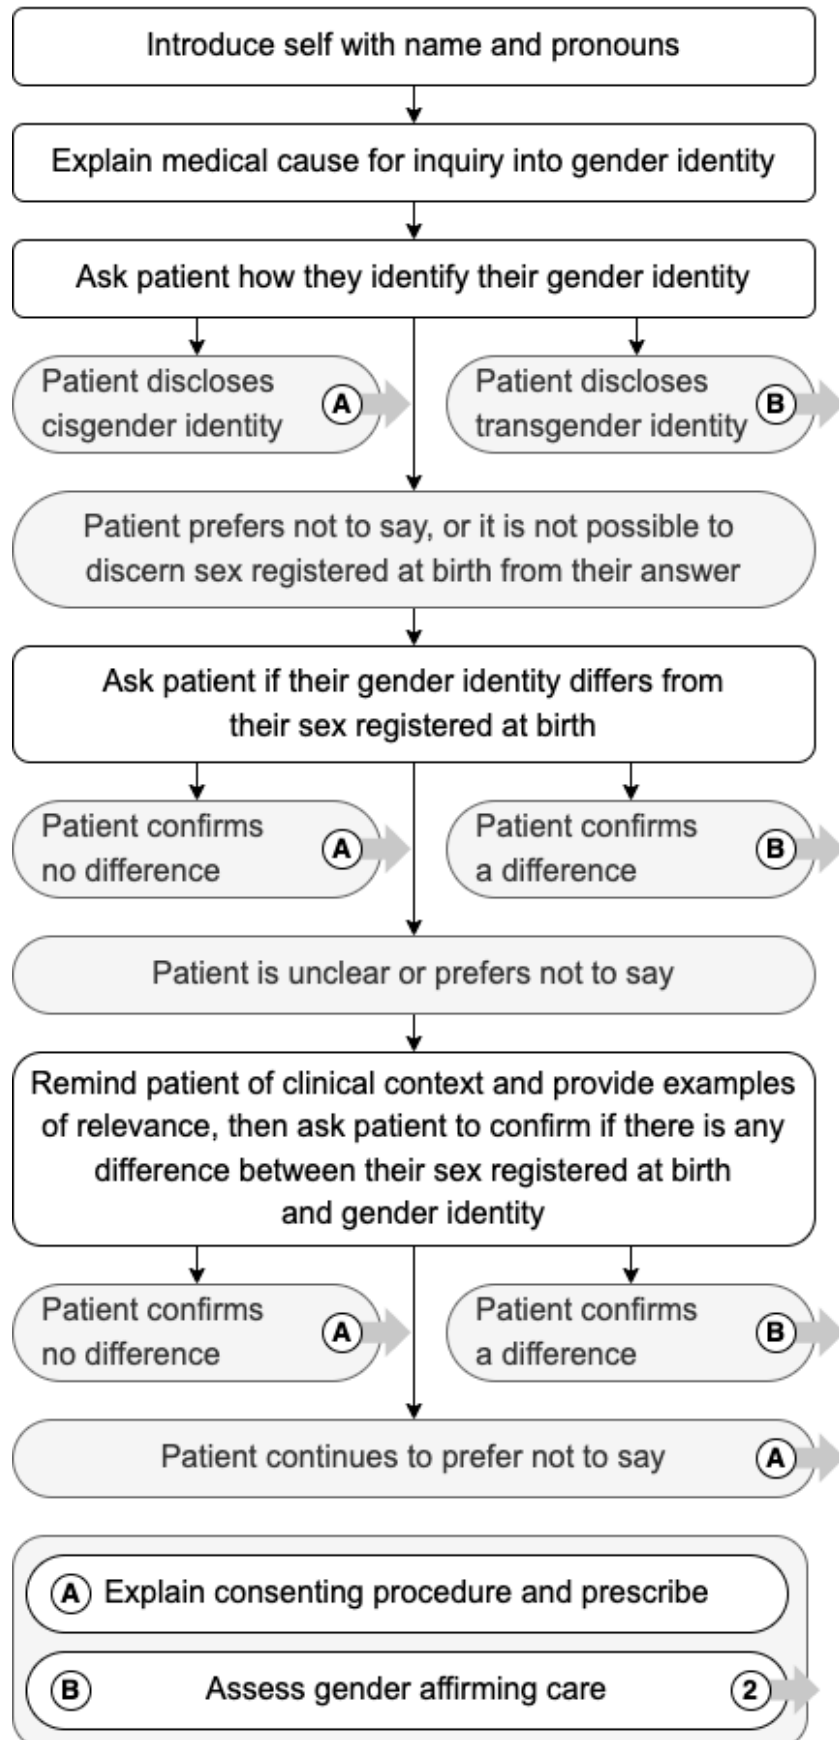 Introduce self with name and pronouns
Explain medical cause for inquiry into gender identity
Ask patient how they identify their gender identity
Patient discloses
cisgender identity
A
Patient discloses
transgender identity
B
Patient prefers not to say, or it is not possible to
discern sex registered at birth from their answer
Ask patient if their gender identity differs from
their sex registered at birth
Patient confirms
no difference
A
Patient confirms
a difference
B
Patient is unclear or prefers not to say
Remind patient of clinical context and provide examples
of relevance, then ask patient to confirm if there is any
difference between their sex registered at birth
and gender identity
Patient confirms
no difference
A
Patient confirms
a difference
B
Patient continues to prefer not to say A
A Explain consenting procedure and prescribe
B Assess gender affirming care 2